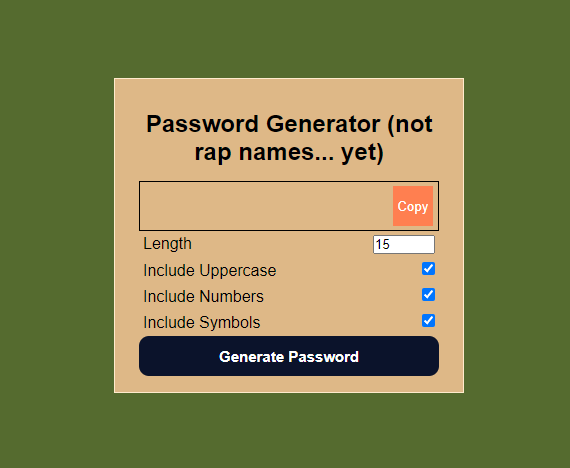 Password Generator (not
rap names... yet)
Copy
Length 15
Include Uppercase
Include Numbers
Include Symbols
Generate Password